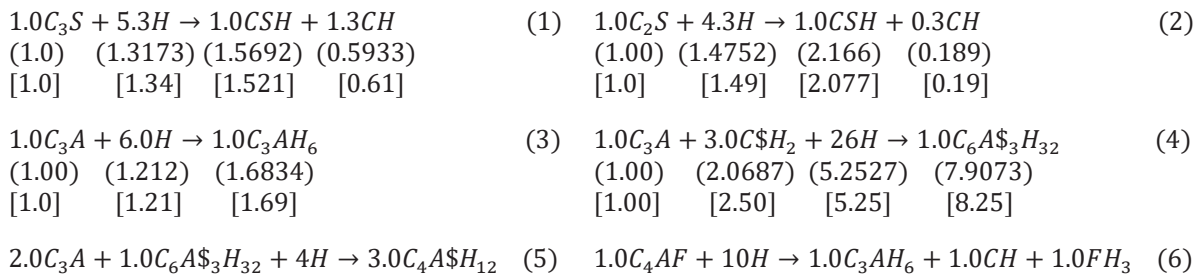 1.0C₃S + 5.3H → 1.0CSH + 1.3CH (1) 1.0C₂S + 4.3H → 1.0CSH + 0.3CH (2)
(1.0) (1.3173) (1.5692) (0.5933) (1.00) (1.4752) (2.166) (0.189)
[1.0] [1.34] [1.521] [0.61] [1.0] [1.49] [2.077] [0.19]
1.0C₃A + 6.0H → 1.0C₃AH₆ (3) 1.0C₃A + 3.0C$H₂ + 26H → 1.0C₆A$₃H₃₂ (4)
(1.00) (1.212) (1.6834) (1.00) (2.0687) (5.2527) (7.9073)
[1.0] [1.21] [1.69] [1.00] [2.50] [5.25] [8.25]
2.0C₃A + 1.0C₆A$₃H₃₂ + 4H → 3.0C₄A$H₁₂ (5) 1.0C₄AF + 10H → 1.0C₃AH₆ + 1.0CH + 1.0FH₃ (6)